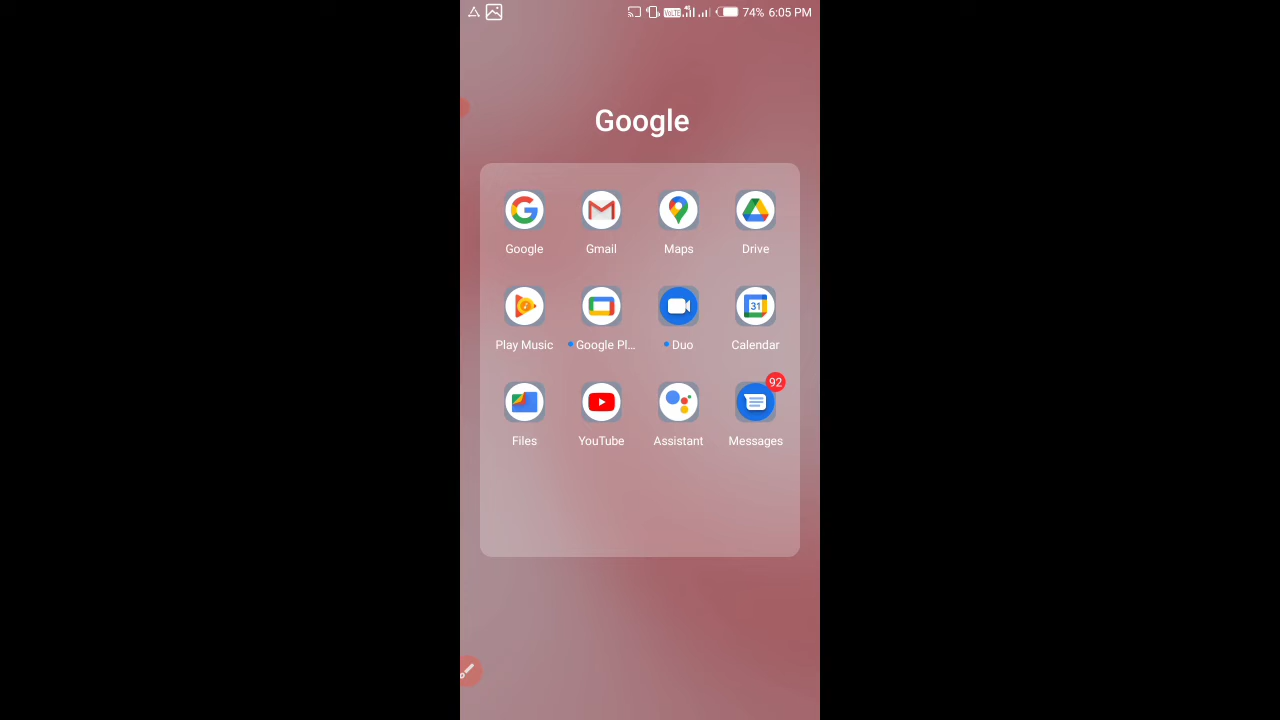 74% 6:05 PM
Google
Google Gmail Maps Drive
31
Play Music Google Pl... Duo Calendar
92
Files YouTube Assistant Messages